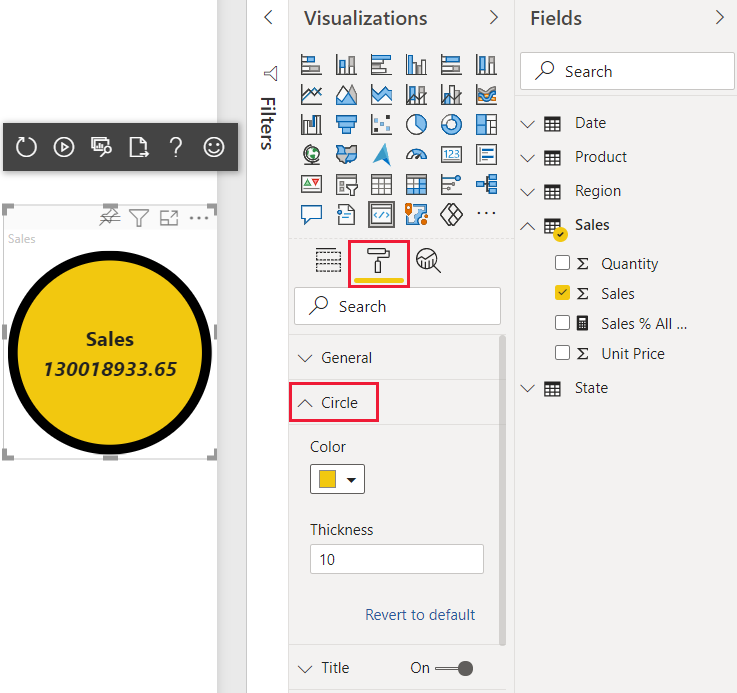 Sales
Sales
130018933.65
Filters
Visualizations
123
Search
General
Circle
Color
Thickness
10
Revert to default
Title
On
Fields
Search
Date
Product
Region
Sales
Quantity
Sales
Sales % All ...
Unit Price
State